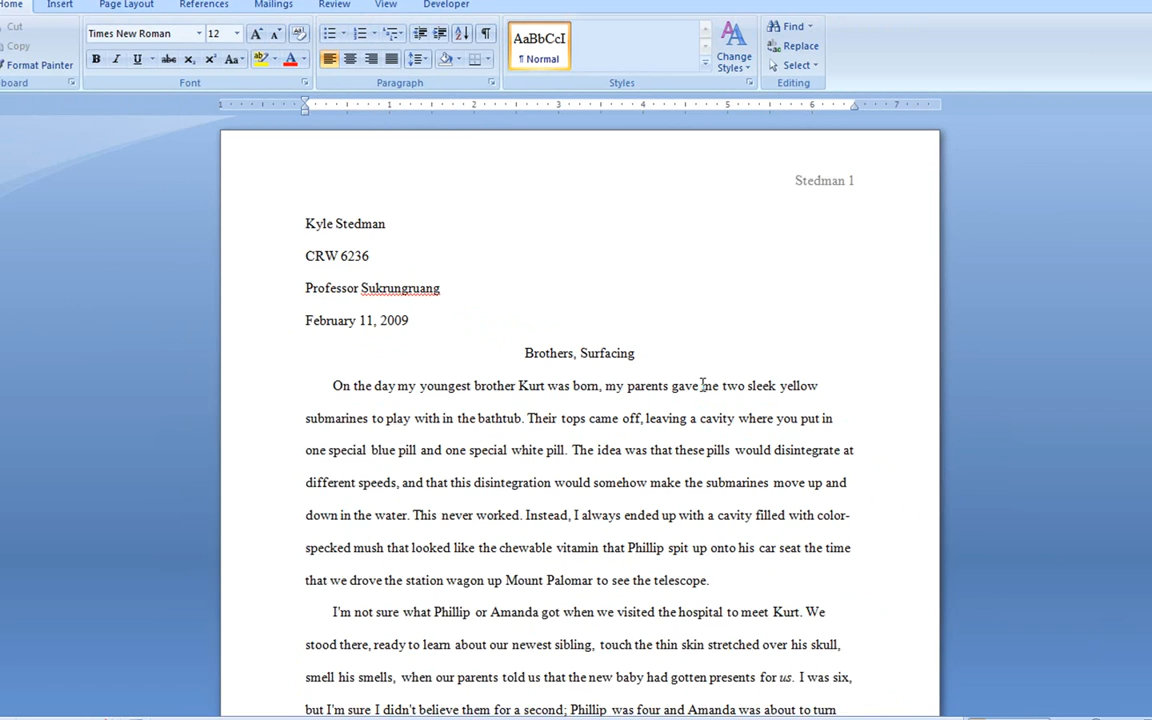 Home Insert Page Layout References Mailings Review View Developer
Cut
Copy
Format Painter
Times New Roman 12
AaBbCcI
¶ Normal
Change
Styles
Find
Replace
Select
board Font Paragraph Styles Editing
1 1 2 3 4 5 6 7
Stedman 1
Kyle Stedman
CRW 6236
Professor Sukrungruang
February 11, 2009
Brothers, Surfacing
On the day my youngest brother Kurt was born, my parents gave me two sleek yellow
submarines to play with in the bathtub. Their tops came off, leaving a cavity where you put in
one special blue pill and one special white pill. The idea was that these pills would disintegrate at
different speeds, and that this disintegration would somehow make the submarines move up and
down in the water. This never worked. Instead, I always ended up with a cavity filled with color-
specked mush that looked like the chewable vitamin that Phillip spit up onto his car seat the time
that we drove the station wagon up Mount Palomar to see the telescope.
I'm not sure what Phillip or Amanda got when we visited the hospital to meet Kurt. We
stood there, ready to learn about our newest sibling, touch the thin skin stretched over his skull,
smell his smells, when our parents told us that the new baby had gotten presents for us. I was six,
but I'm sure I didn't believe them for a second; Phillip was four and Amanda was about to turn